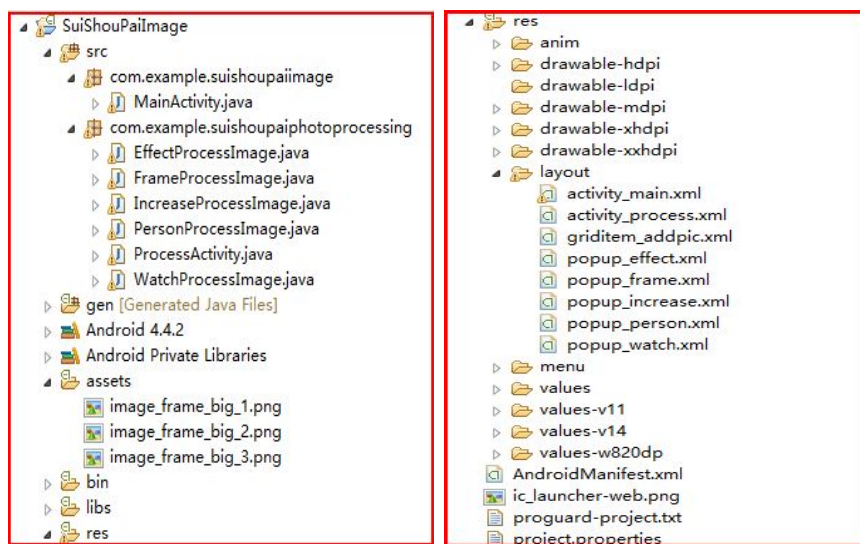 SuiShouPaiImage
src
com.example.suishoupaiimage
MainActivity.java
com.example.suishoupaiphotoprocessing
EffectProcessImage.java
FrameProcessImage.java
IncreaseProcessImage.java
PersonProcessImage.java
ProcessActivity.java
WatchProcessImage.java
gen [Generated Java Files]
Android 4.4.2
Android Private Libraries
assets
image_frame_big_1.png
image_frame_big_2.png
image_frame_big_3.png
bin
libs
res
res
anim
drawable-hdpi
drawable-ldpi
drawable-mdpi
drawable-xhdpi
drawable-xxhdpi
layout
activity_main.xml
activity_process.xml
griditem_addpic.xml
popup_effect.xml
popup_frame.xml
popup_increase.xml
popup_person.xml
popup_watch.xml
menu
values
values-v11
values-v14
values-w820dp
AndroidManifest.xml
ic_launcher-web.png
proguard-project.txt
project.properties